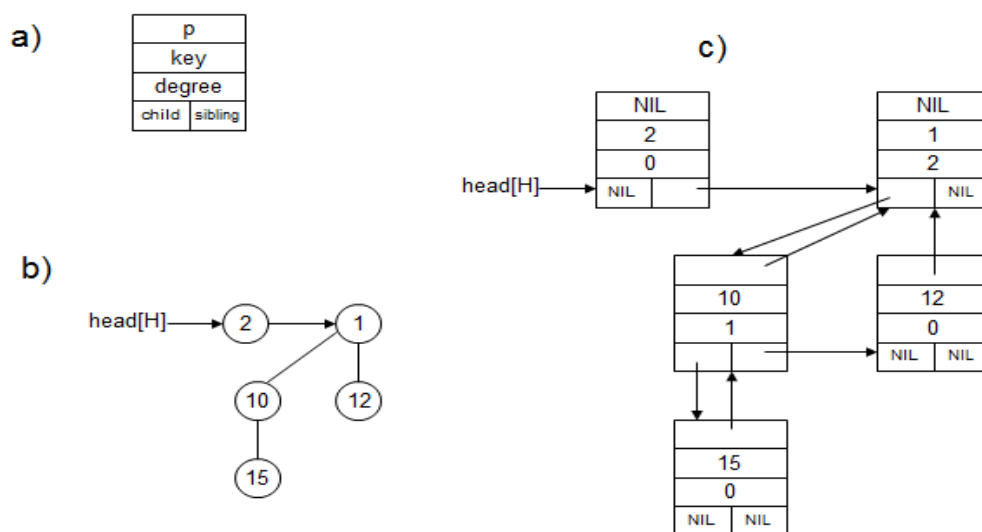 a)
p
key
degree
child sibling
b)
head[H] 2 1
10 12
15
c)
NIL NIL
2 1
0 2
head[H] NIL NIL
10 12
1 0
NIL NIL
15
0
NIL NIL